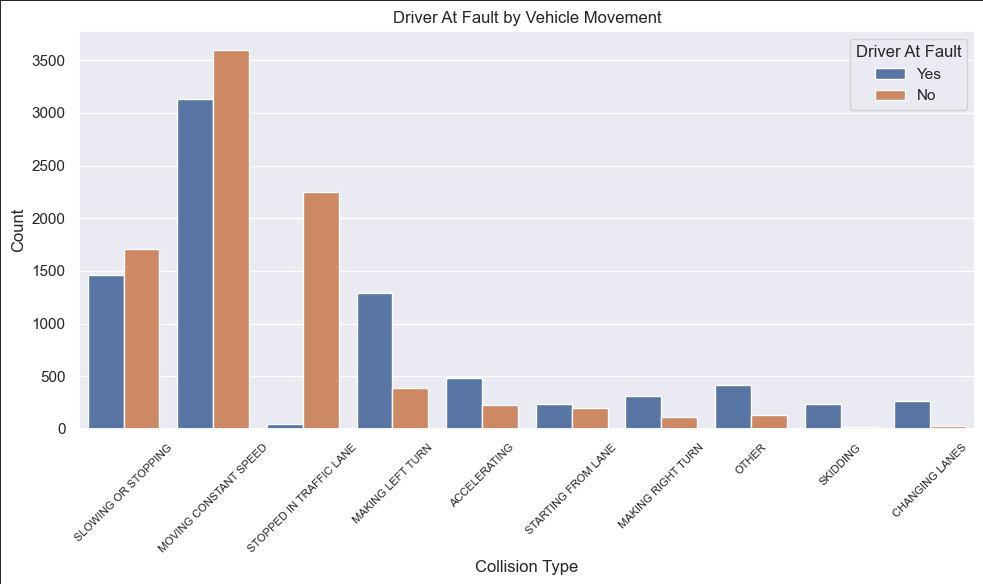 Driver At Fault by Vehicle Movement
Driver At Fault
Yes
No
3500
3000
2500
2000
1500
1000
500
0
Count
SLOWING OR STOPPING
MOVING CONSTANT SPEED
STOPPED IN TRAFFIC LANE
MAKING LEFT TURN
ACCELERATING
STARTING FROM LANE
MAKING RIGHT TURN
OTHER
SKIDDING
CHANGING LANES
Collision Type